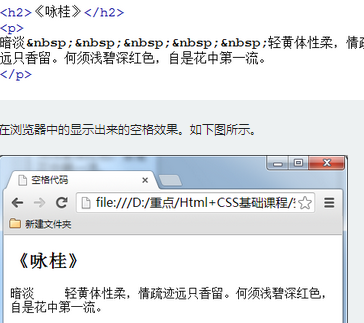 <h2>《咏桂》</h2>
<p>
暗淡&nbsp;&nbsp;&nbsp;&nbsp;&nbsp;轻黄体性柔，情疏
远只香留。何须浅碧深红色，自是花中第一流。
</p>
在浏览器中的显示出来的空格效果。如下图所示。
空格代码
file:///D:/重点/Html+CSS基础课程/
新建文件夹
《咏桂》
暗淡     轻黄体性柔，情疏迹远只香留。何须浅碧深红色，
自是花中第一流。